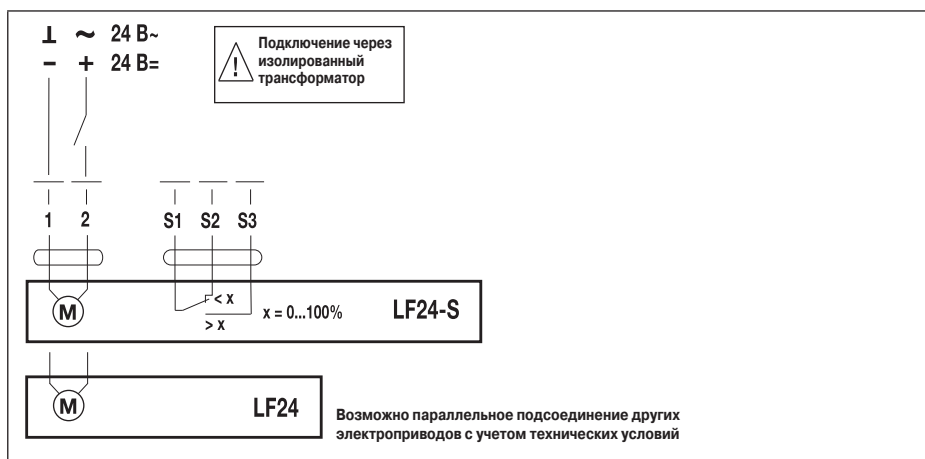 ⊥ ~ 24 В~
− + 24 В=
Подключение через
изолированный
трансформатор
1 2 S1 S2 S3
M < x > x x = 0...100% LF24-S
M LF24
Возможно параллельное подсоединение других
электроприводов с учетом технических условий